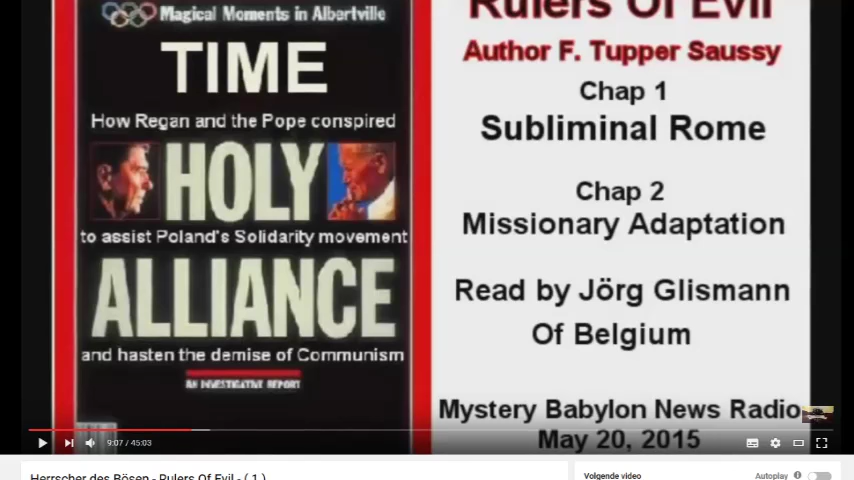 Magical Moments in Albertville
TIME
How Regan and the Pope conspired
HOLY
to assist Poland's Solidarity movement
ALLIANCE
and hasten the demise of Communism
AN INVESTIGATIVE REPORT
Rulers Of Evil
Author F. Tupper Saussy
Chap 1
Subliminal Rome
Chap 2
Missionary Adaptation
Read by Jörg Glismann
Of Belgium
Mystery Babylon News Radio
May 20, 2015
9:07 / 45:03
Herrscher des Bösen - Rulers Of Evil - ( 1 )
Volgende video
Autoplay